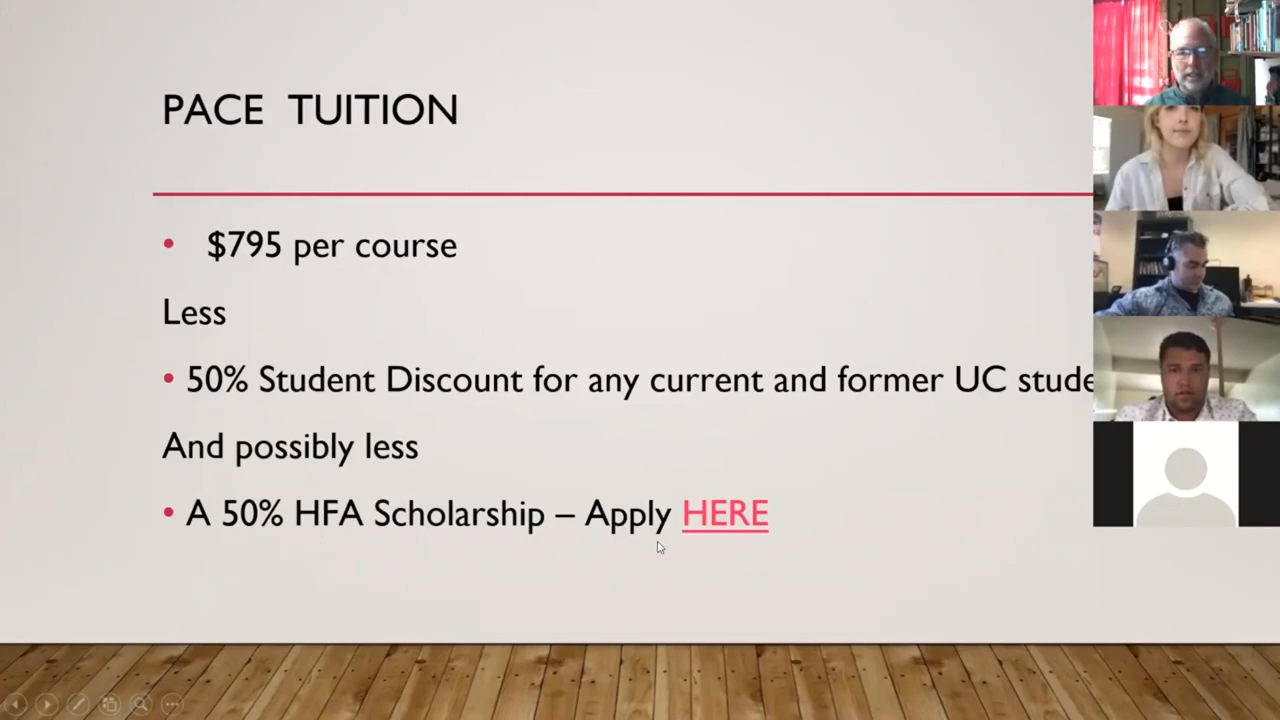 PACE TUITION
• $795 per course
Less
• 50% Student Discount for any current and former UC stude
And possibly less
• A 50% HFA Scholarship – Apply HERE